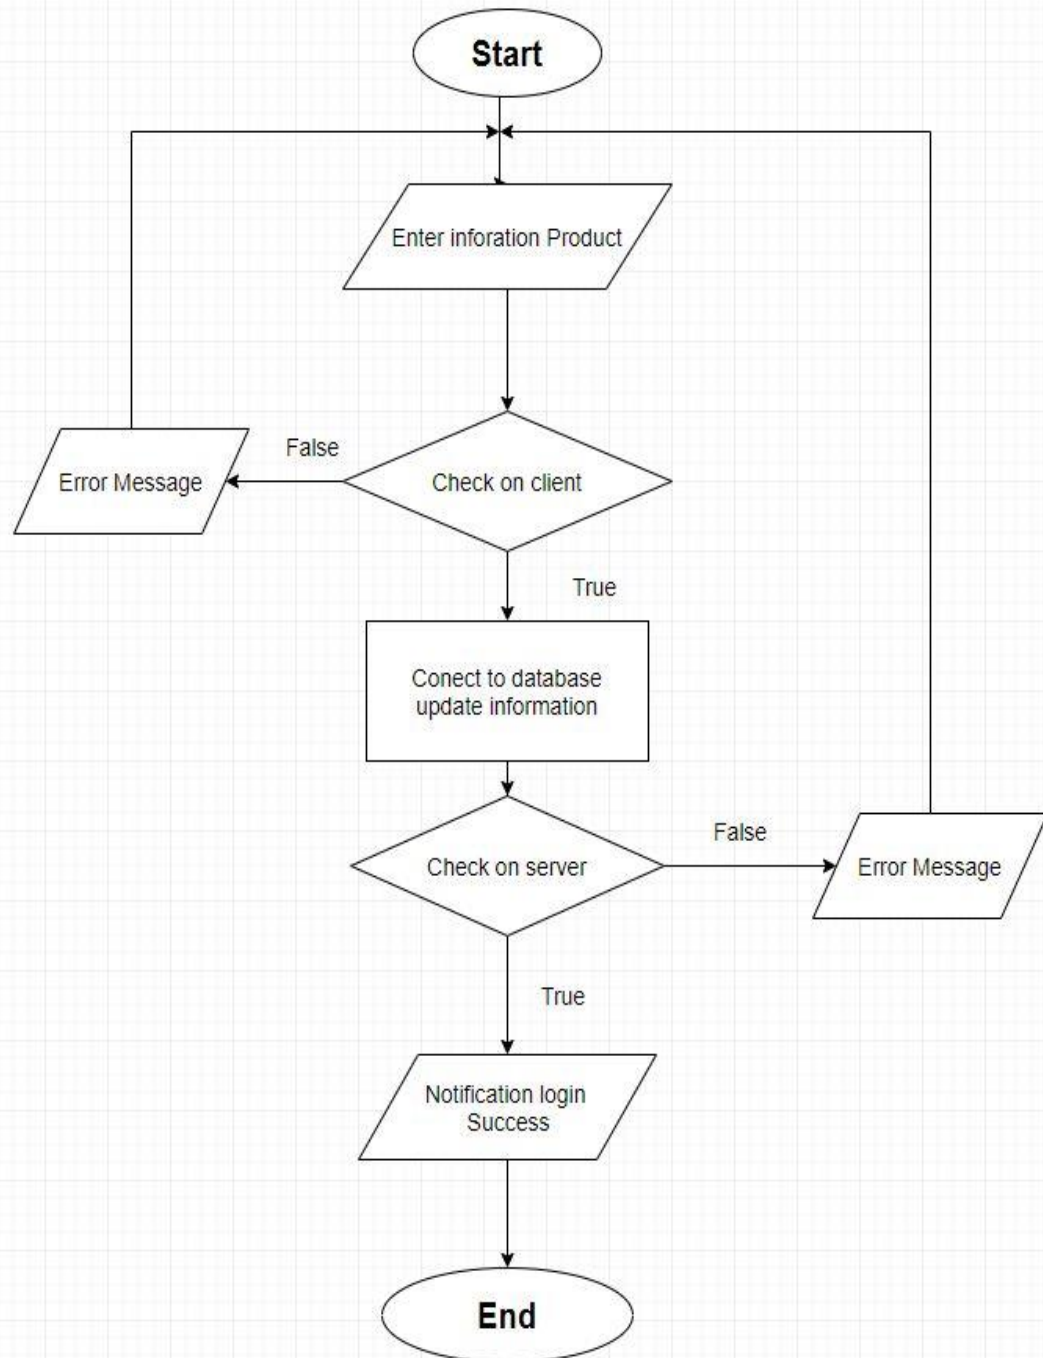 Start
Enter inforation Product
False
Error Message
Check on client
True
Conect to database
update information
False
Check on server
Error Message
True
Notification login
Success
End